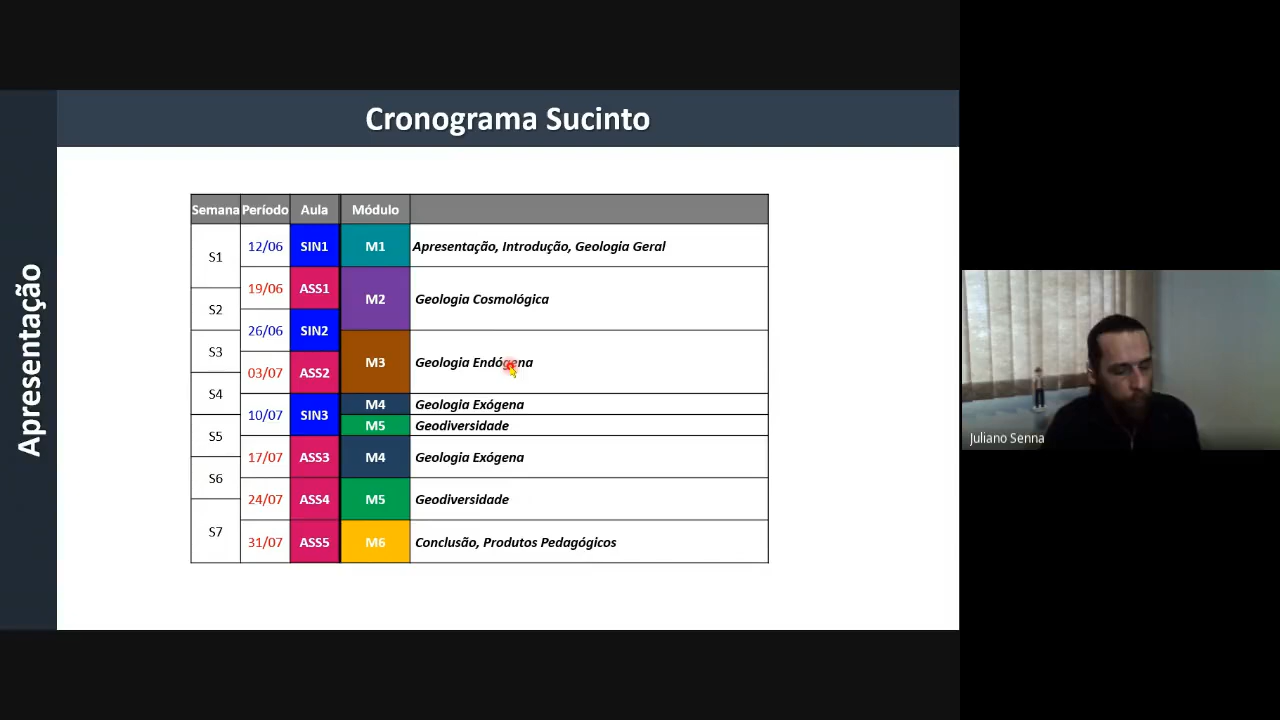 Cronograma Sucinto
Apresentação
Semana Período Aula Módulo
S1 12/06 SIN1 M1 Apresentação, Introdução, Geologia Geral
19/06 ASS1 M2 Geologia Cosmológica
S2
26/06 SIN2
S3 M3 Geologia Endógena
03/07 ASS2
S4 M4 Geologia Exógena
10/07 SIN3
M5 Geodiversidade
S5
17/07 ASS3 M4 Geologia Exógena
S6
24/07 ASS4 M5 Geodiversidade
S7
31/07 ASS5 M6 Conclusão, Produtos Pedagógicos
Juliano Senna